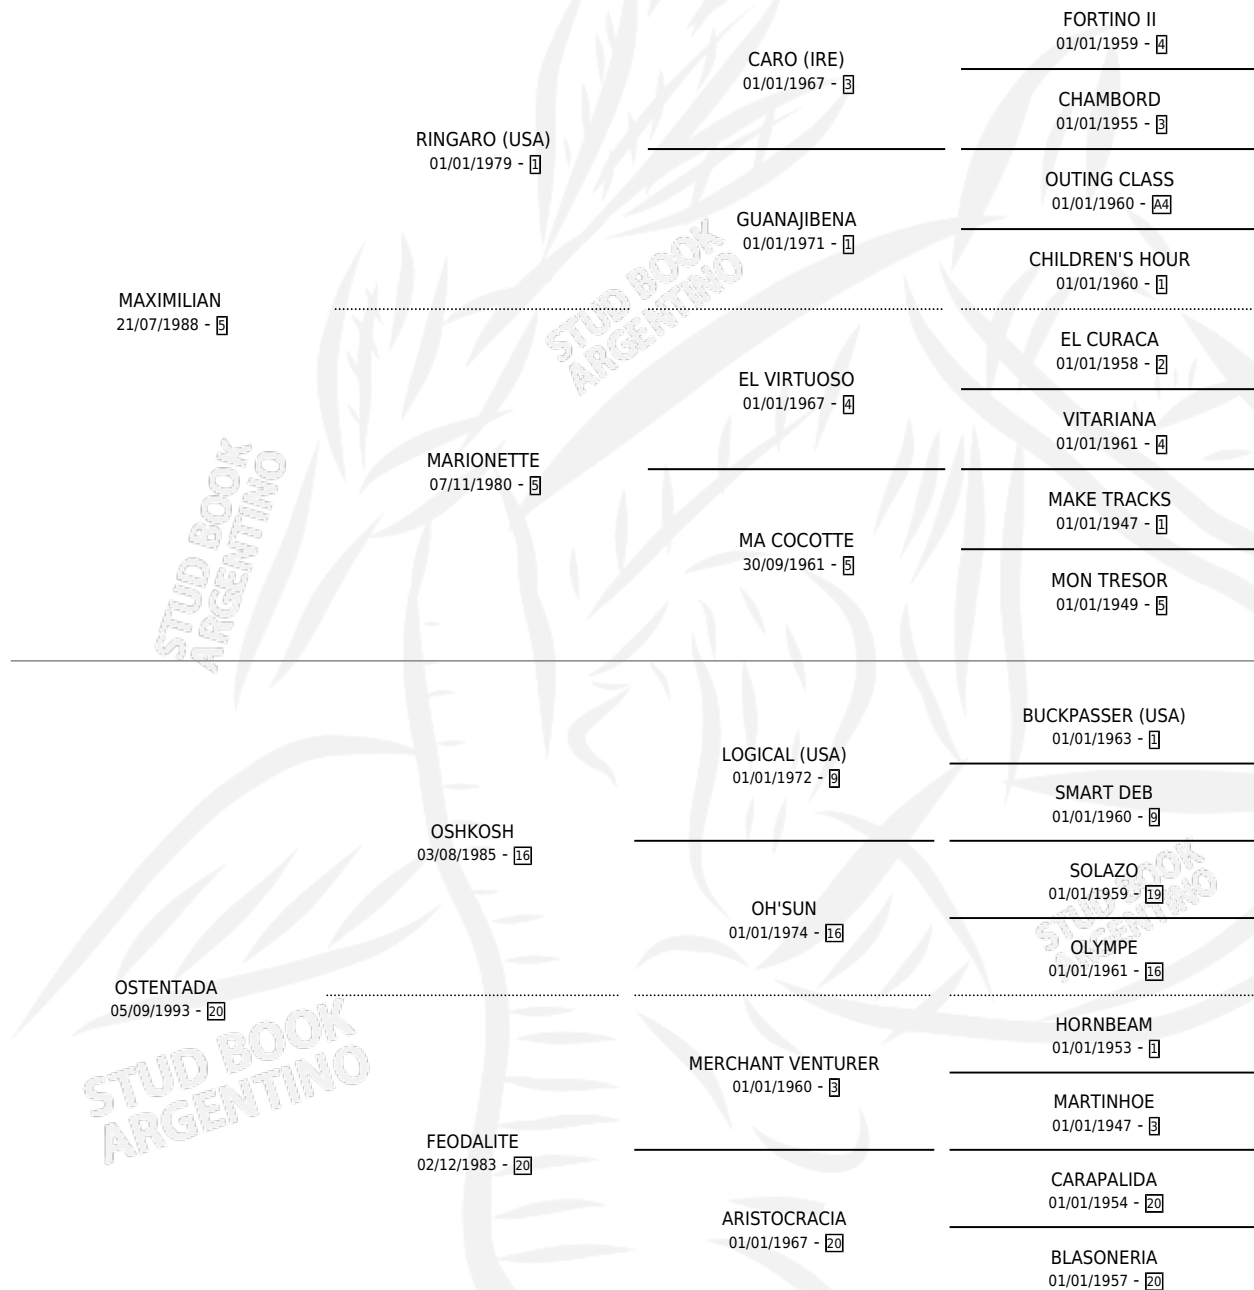 FORTINO II
01/01/1959 - 4
CARO (IRE)
01/01/1967 - 3
CHAMBORD
01/01/1955 - 3
RINGARO (USA)
01/01/1979 - 1
OUTING CLASS
01/01/1960 - A4
GUANAJIBENA
01/01/1971 - 1
CHILDREN'S HOUR
01/01/1960 - 1
MAXIMILIAN
21/07/1988 - 5
EL CURACA
01/01/1958 - 2
EL VIRTUOSO
01/01/1967 - 4
VITARIANA
01/01/1961 - 4
MARIONETTE
07/11/1980 - 5
MAKE TRACKS
01/01/1947 - 1
MA COCOTTE
30/09/1961 - 5
MON TRESOR
01/01/1949 - 5
BUCKPASSER (USA)
01/01/1963 - 1
LOGICAL (USA)
01/01/1972 - 9
SMART DEB
01/01/1960 - 9
OSHKOSH
03/08/1985 - 16
SOLAZO
01/01/1959 - 19
OH'SUN
01/01/1974 - 16
OLYMPE
01/01/1961 - 16
OSTENTADA
05/09/1993 - 20
HORNBEAM
01/01/1953 - 1
MERCHANT VENTURER
01/01/1960 - 3
MARTINHOE
01/01/1947 - 3
FEODALITE
02/12/1983 - 20
CARAPALIDA
01/01/1954 - 20
ARISTOCRACIA
01/01/1967 - 20
BLASONERIA
01/01/1957 - 20
STUD BOOK
ARGENTINO
STUD BOOK
ARGENTINO
STUD BOOK
ARGENTINO
STUD BOOK
ARGENTINO